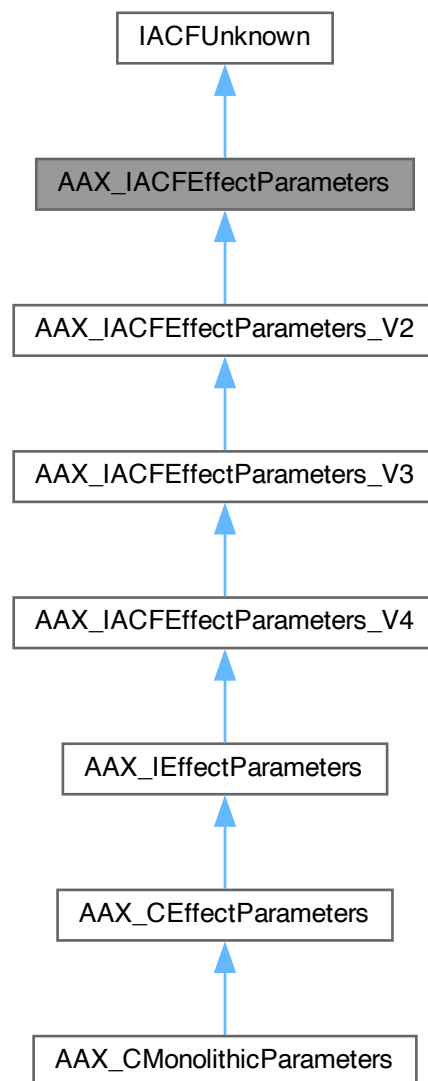 IACFUnknown
AAX_IACFEffectParameters
AAX_IACFEffectParameters_V2
AAX_IACFEffectParameters_V3
AAX_IACFEffectParameters_V4
AAX_IEffectParameters
AAX_CEffectParameters
AAX_CMonolithicParameters